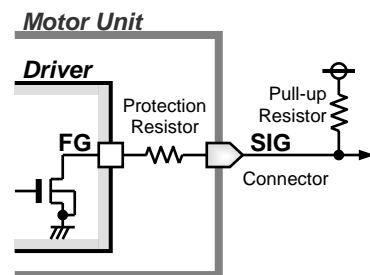 Motor Unit
Driver
Protection
Resistor
Pull-up
Resistor
FG
SIG
Connector